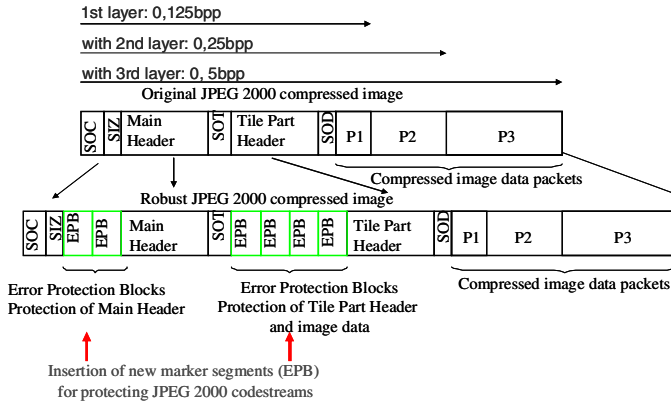 1st layer: 0,125bpp
with 2nd layer: 0,25bpp
with 3rd layer: 0, 5bpp
Original JPEG 2000 compressed image
SOC
SIZ
Main
Header
SOT
Tile Part
Header
SOD
P1
P2
P3
Compressed image data packets
Robust JPEG 2000 compressed image
SOC
SIZ
EPB
EPB
Main
Header
SOT
EPB
EPB
EPB
EPB
Tile Part
Header
SOD
P1
P2
P3
Compressed image data packets
Error Protection Blocks
Protection of Main Header
Error Protection Blocks
Protection of Tile Part Header
and image data
Insertion of new marker segments (EPB)
for protecting JPEG 2000 codestreams